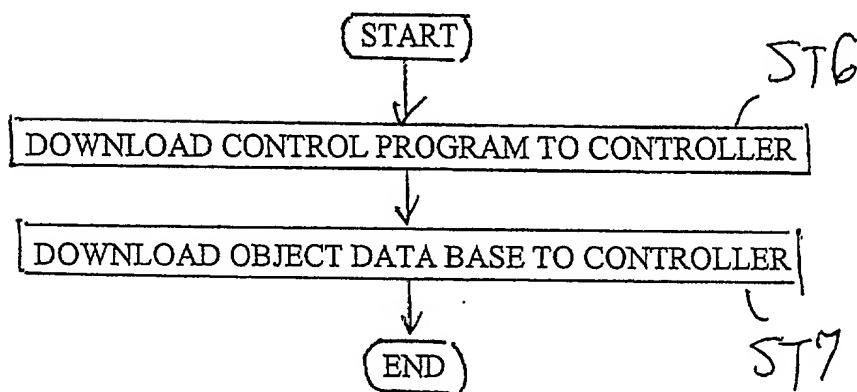 START
ST6
DOWNLOAD CONTROL PROGRAM TO CONTROLLER
DOWNLOAD OBJECT DATA BASE TO CONTROLLER
ST7
END